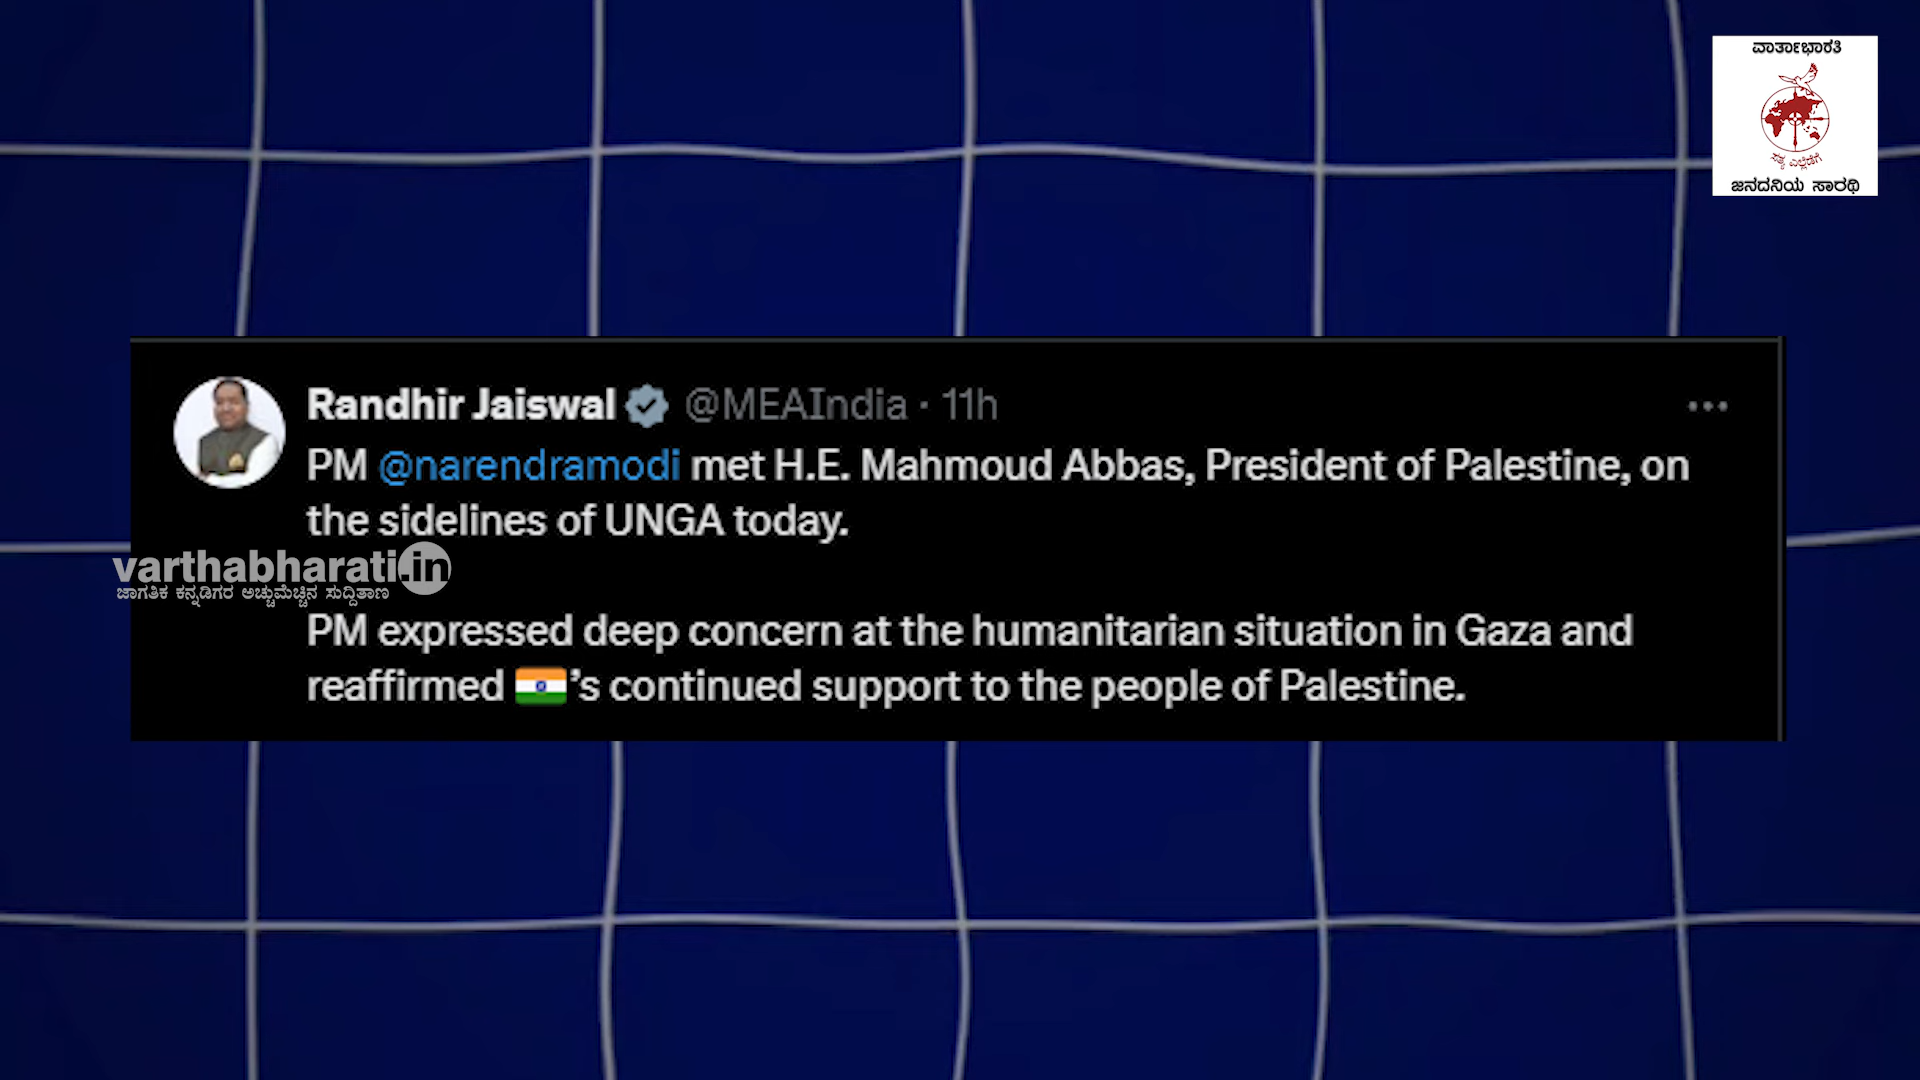 ವಾರ್ತಾಭಾರತಿ
ಸತ್ಯ ಎಲ್ಲೆಡೆಗೆ
ಜನದನಿಯ ಸಾರಥಿ
Randhir Jaiswal @MEAIndia · 11h
PM @narendramodi met H.E. Mahmoud Abbas, President of Palestine, on
the sidelines of UNGA today.
varthabharati.in
ಜಾಗತಿಕ ಕನ್ನಡಿಗರ ಅಚ್ಚುಮೆಚ್ಚಿನ ಸುದ್ದಿತಾಣ
PM expressed deep concern at the humanitarian situation in Gaza and
reaffirmed 🇮🇳's continued support to the people of Palestine.